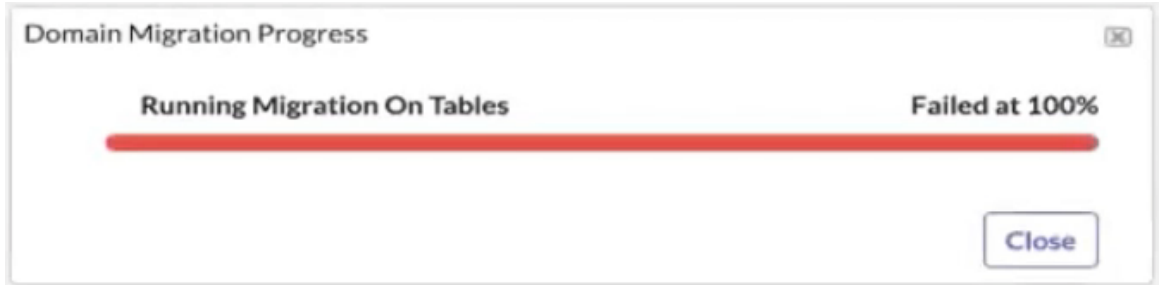 Domain Migration Progress
Running Migration On Tables Failed at 100%
Close